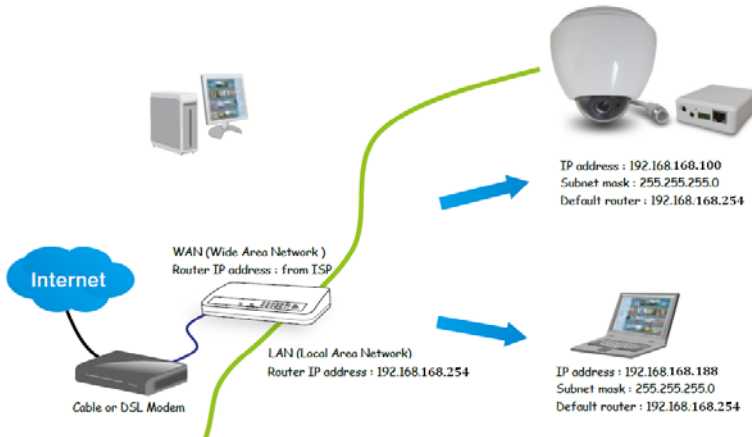 IP address : 192.168.168.100
Subnet mask : 255.255.255.0
Default router : 192.168.168.254
WAN (Wide Area Network )
Router IP address : from ISP
Internet
LAN (Local Area Network)
Router IP address : 192.168.168.254
Cable or DSL Modem
IP address : 192.168.168.188
Subnet mask : 255.255.255.0
Default router : 192.168.168.254